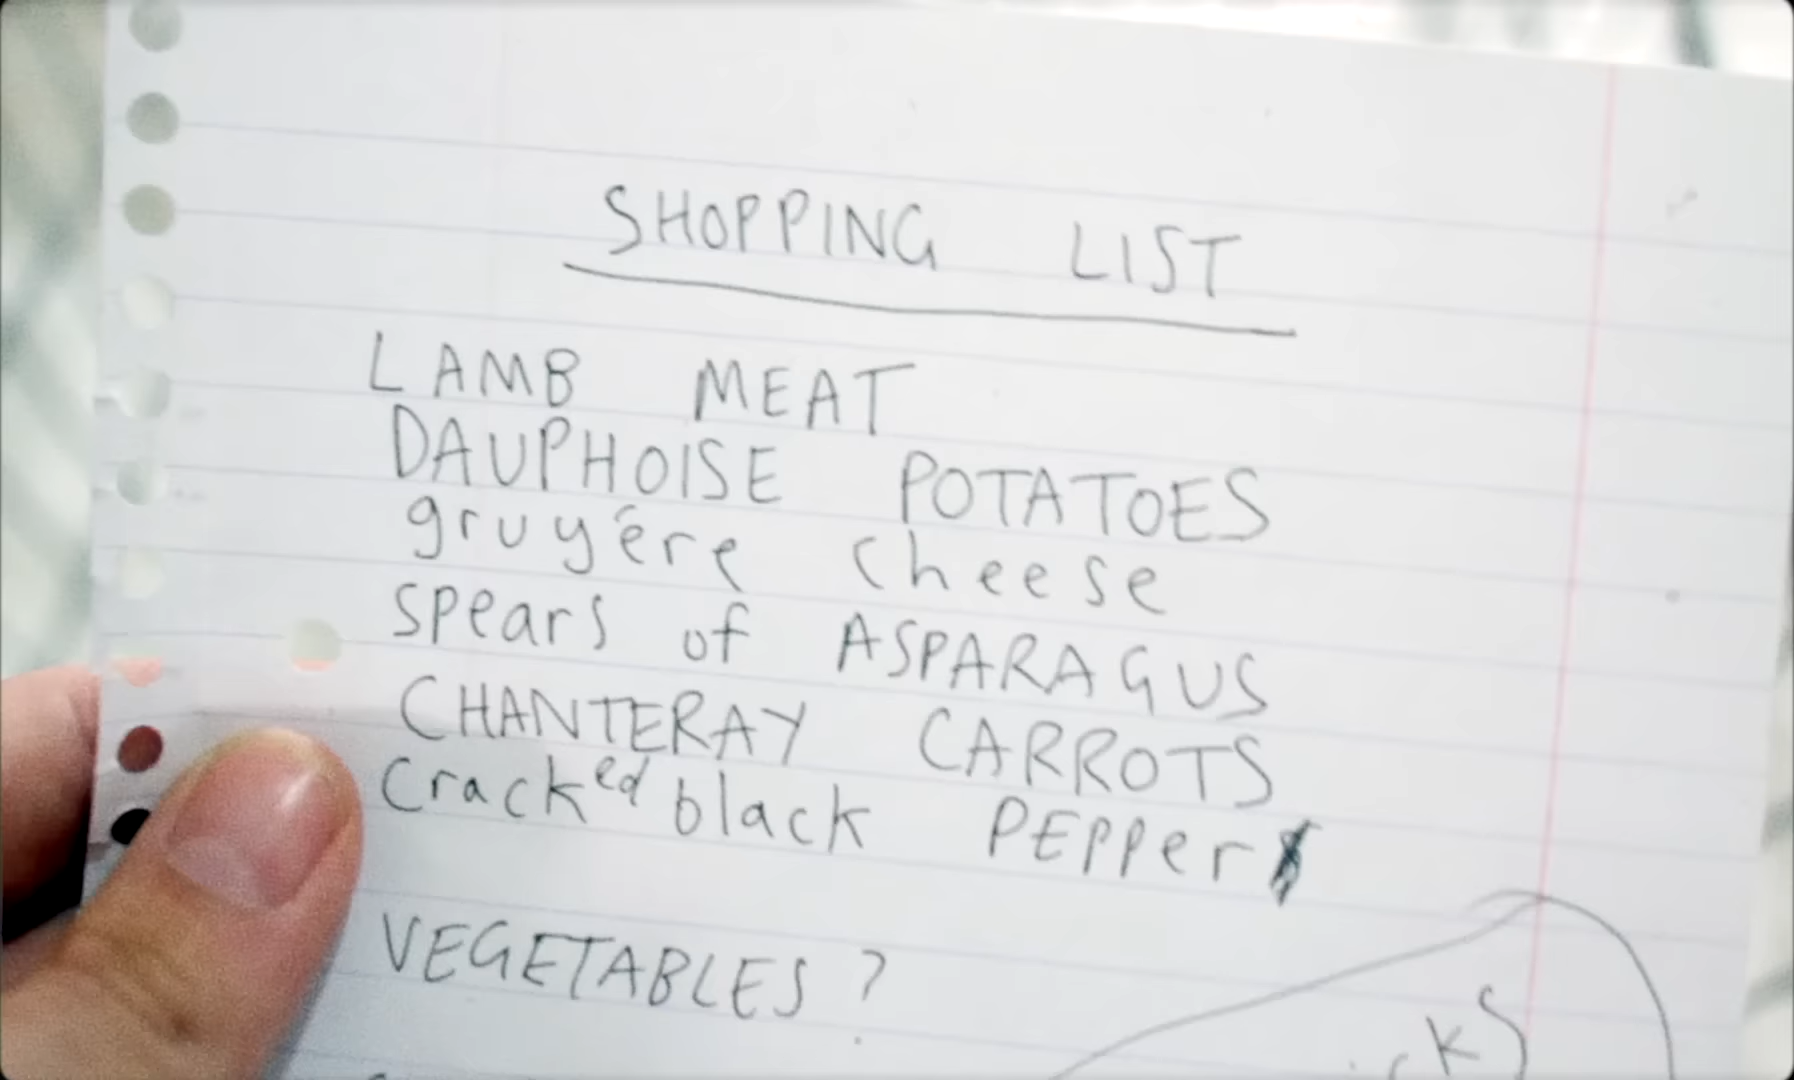 SHOPPING LIST
LAMB MEAT
DAUPHOISE POTATOES
gruyére cheese
spears of ASPARAGUS
CHANTERAY CARROTS
cracked black PEPPer
VEGETABLES?